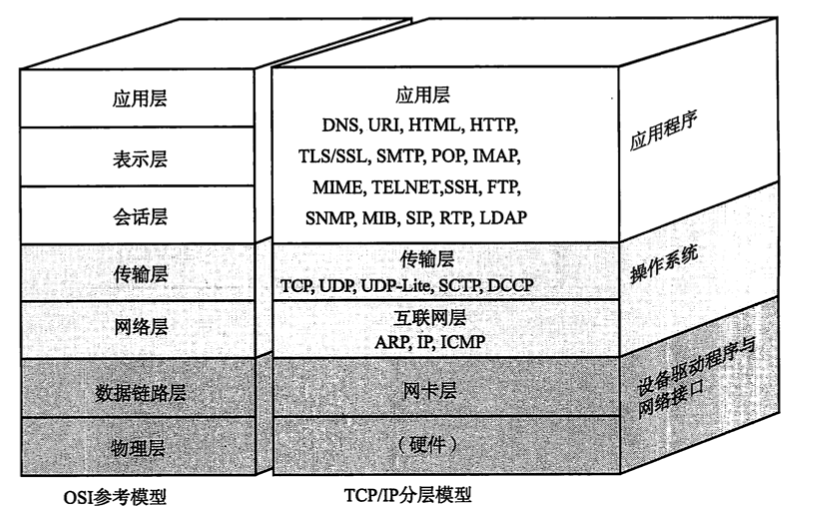 应用层
表示层
会话层
传输层
网络层
数据链路层
物理层
OSI参考模型
应用层
DNS, URI, HTML, HTTP,
TLS/SSL, SMTP, POP, IMAP,
MIME, TELNET,SSH, FTP,
SNMP, MIB, SIP, RTP, LDAP
传输层
TCP, UDP, UDP-Lite, SCTP, DCCP
互联网层
ARP, IP, ICMP
网卡层
（硬件）
TCP/IP分层模型
应用程序
操作系统
设备驱动程序与
网络接口